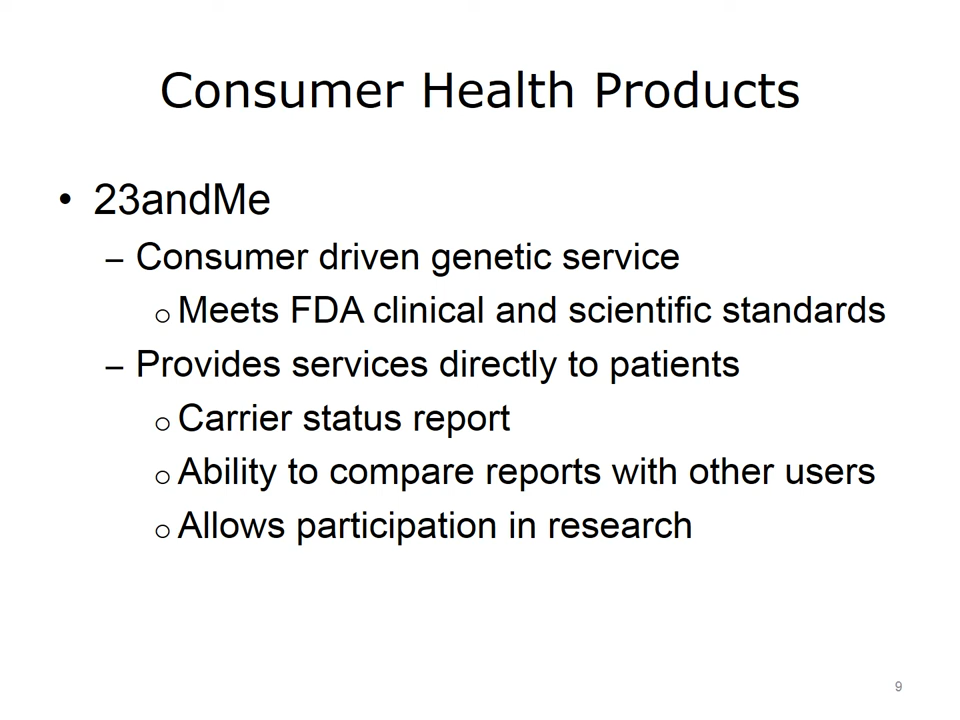 Consumer Health Products
• 23andMe
– Consumer driven genetic service
o Meets FDA clinical and scientific standards
– Provides services directly to patients
o Carrier status report
o Ability to compare reports with other users
o Allows participation in research
9